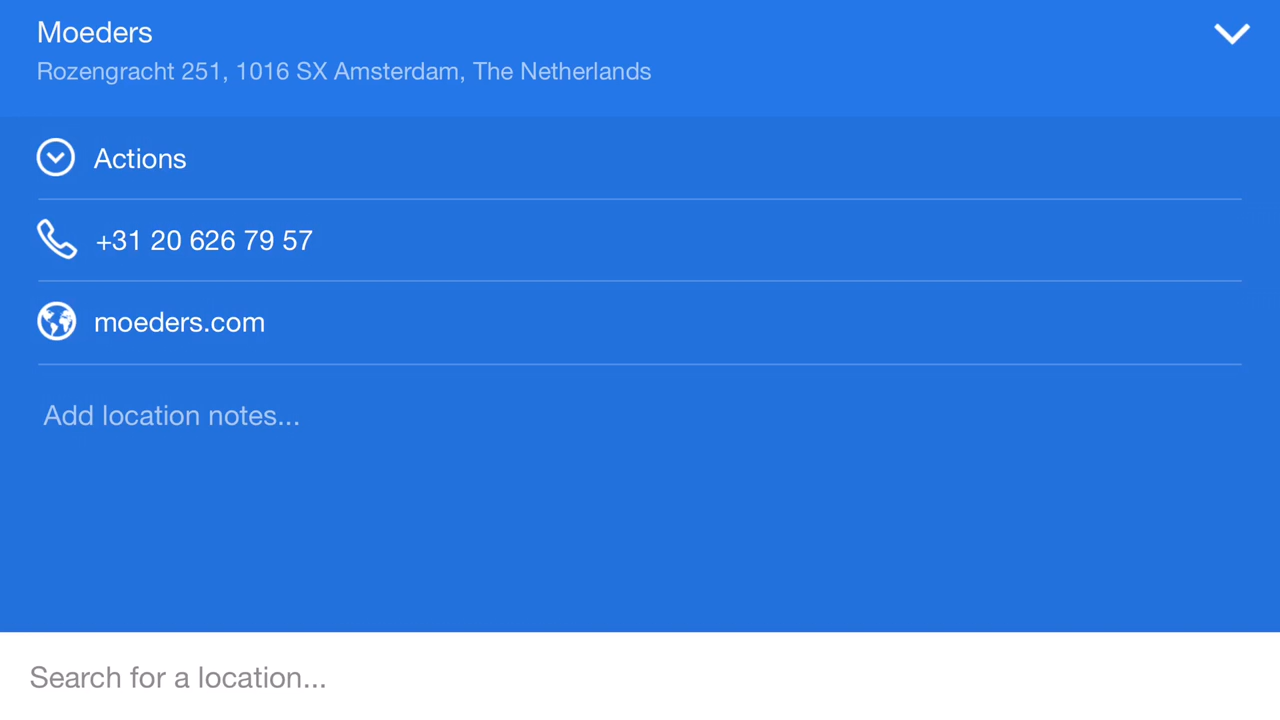 Moeders
Rozengracht 251, 1016 SX Amsterdam, The Netherlands
Actions
+31 20 626 79 57
moeders.com
Add location notes...
Search for a location...